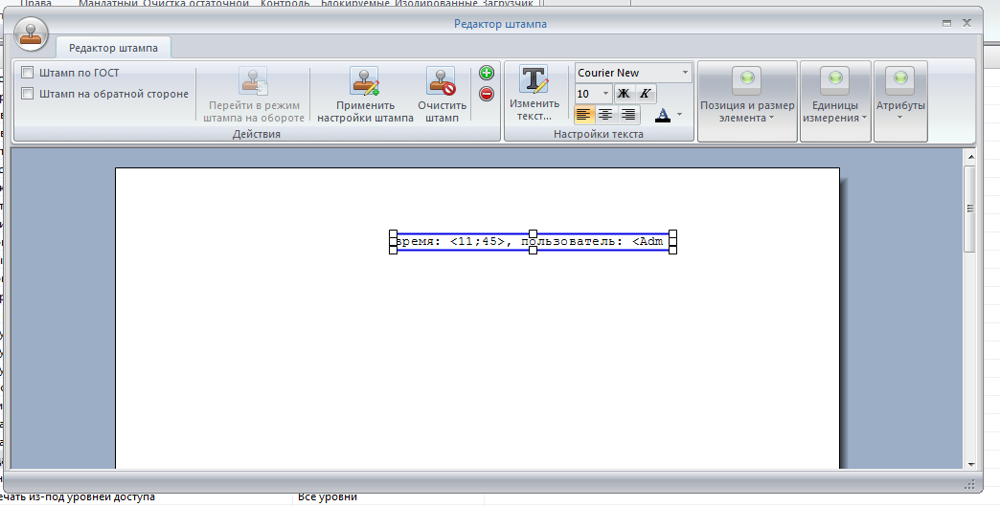 Права Мандатный Очистка остаточной Контроль Блокируемые Изолированные Загрузчик
Редактор штампа
Редактор штампа
Штамп по ГОСТ
Штамп на обратной стороне
Перейти в режим
штампа на обороте
Применить
настройки штампа
Очистить
штамп
Действия
Изменить
текст...
Courier New
10
Ж К
А
Настройки текста
Позиция и размер
элемента
Единицы
измерения
Атрибуты
время: <11;45>, пользователь: <Adm
ечать из-под уровней доступа
Все уровни